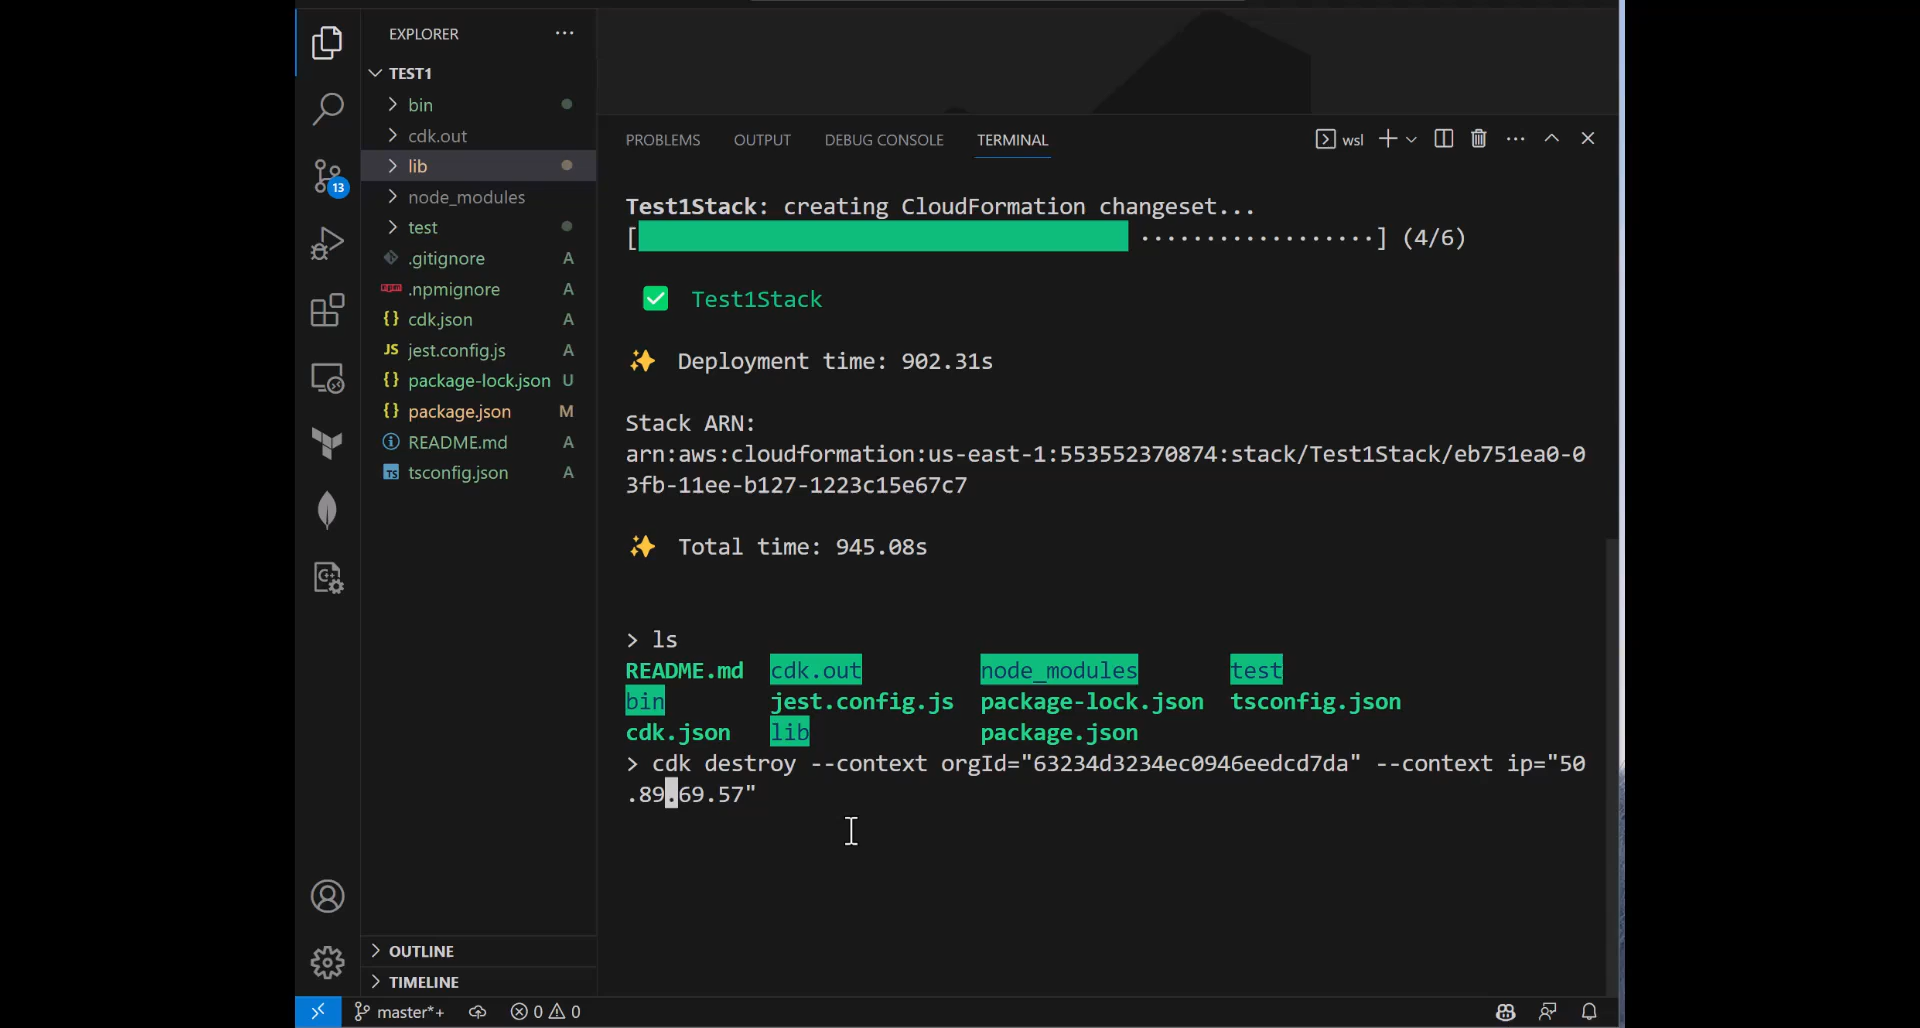 EXPLORER
TEST1
bin
cdk.out
lib
13
node_modules
test
.gitignore A
.npmignore A
cdk.json A
JS jest.config.js A
package-lock.json U
package.json M
README.md A
TS tsconfig.json A
OUTLINE
TIMELINE
PROBLEMS OUTPUT DEBUG CONSOLE TERMINAL wsl
Test1Stack: creating CloudFormation changeset...
[ ··················] (4/6)
✅ Test1Stack
✨ Deployment time: 902.31s
Stack ARN:
arn:aws:cloudformation:us-east-1:553552370874:stack/Test1Stack/eb751ea0-0
3fb-11ee-b127-1223c15e67c7
✨ Total time: 945.08s
> ls
README.md cdk.out node_modules test
bin jest.config.js package-lock.json tsconfig.json
cdk.json lib package.json
> cdk destroy --context orgId="63234d3234ec0946eedcd7da" --context ip="50
.89.69.57"
master*+ 0 0